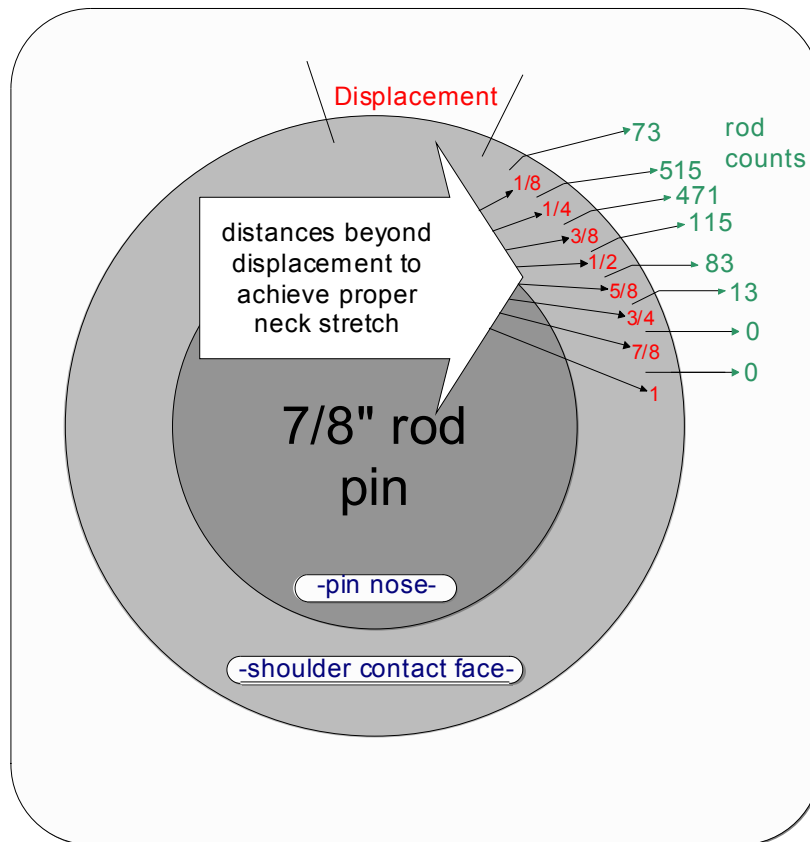 Displacement
73
rod
counts
515
1/8
471
1/4
115
3/8
83
1/2
13
5/8
0
3/4
0
7/8
1
distances beyond
displacement to
achieve proper
neck stretch
7/8" rod
pin
-pin nose-
-shoulder contact face-